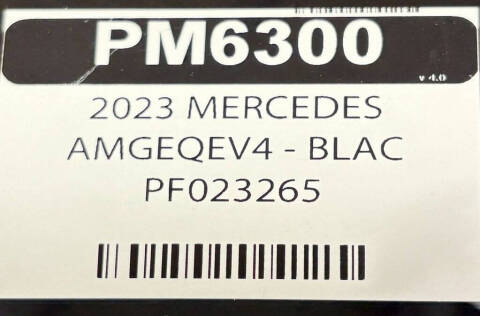 PM6300
v 4.0
2023 MERCEDES
AMGEQEV4 - BLAC
PF023265